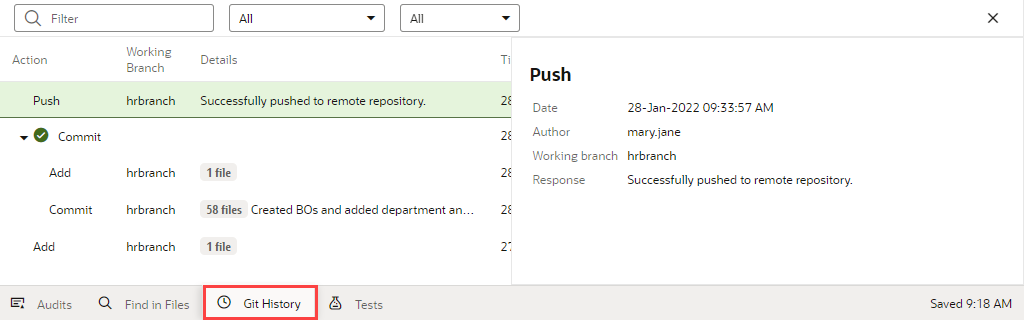 Filter
All
All
Action
Working Branch
Details
Push
hrbranch
Successfully pushed to remote repository.
28
Commit
28
Add
hrbranch
1 file
28
Commit
hrbranch
58 files
Created BOs and added department an...
28
Add
hrbranch
1 file
27
Push
Date
28-Jan-2022 09:33:57 AM
Author
mary.jane
Working branch
hrbranch
Response
Successfully pushed to remote repository.
Audits
Find in Files
Git History
Tests
Saved 9:18 AM